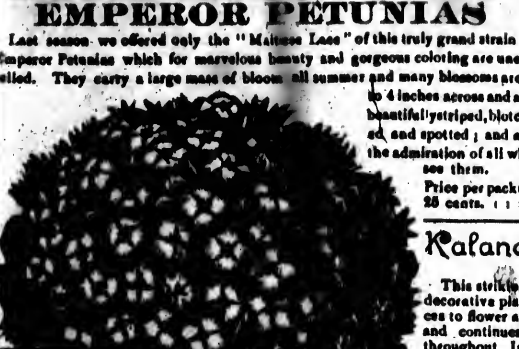 EMPEROR PETUNIAS
Last season we offered only the "Maltese Lace" of this truly grand strain
Emperor Petunias which for marvelous beauty and gorgeous coloring are une
elled. They carry a large mass of bloom all summer and many blossoms are
to 4 inches across and a
beautifully striped, blotc
ed and spotted ; and a
the admiration of all w
see them.
Price per pack
25 cents.
Kalanc
This striki
decorative pla
ces to flower a
and continues
throughout